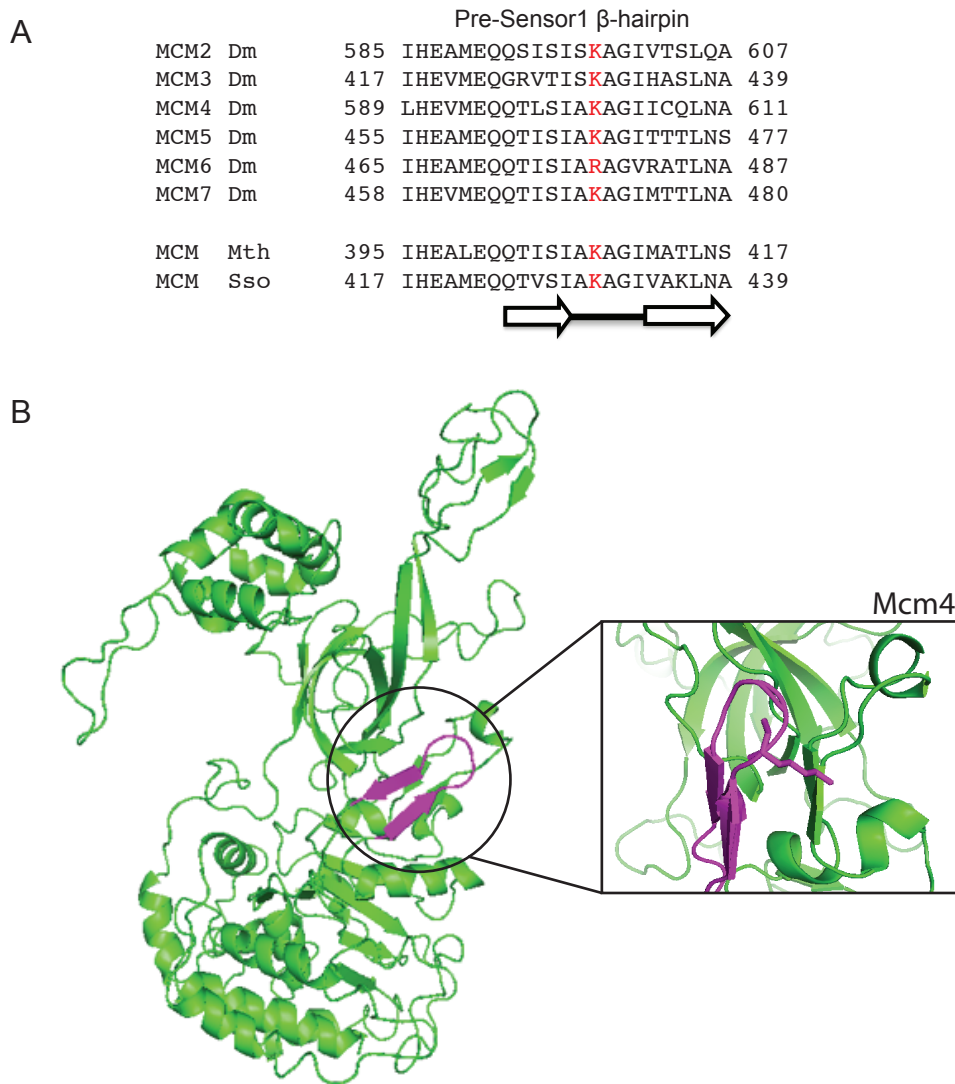 A
Pre-Sensor1 β-hairpin
MCM2 Dm 585 IHEAMEQQSISISKAGIVTSLQA 607
MCM3 Dm 417 IHEVMEQGRVTISKAGIHASLNA 439
MCM4 Dm 589 LHEVMEQQTLSIAKAGIICQLNA 611
MCM5 Dm 455 IHEAMEQQTISIAKAGITTTLNS 477
MCM6 Dm 465 IHEAMEQQTISIARAGVRATLNA 487
MCM7 Dm 458 IHEVMEQQTISIAKAGIMTTLNA 480
MCM Mth 395 IHEALEQQTISIAKAGIMATLNS 417
MCM Sso 417 IHEAMEQQTVSIAKAGIVAKLNA 439
B
Mcm4